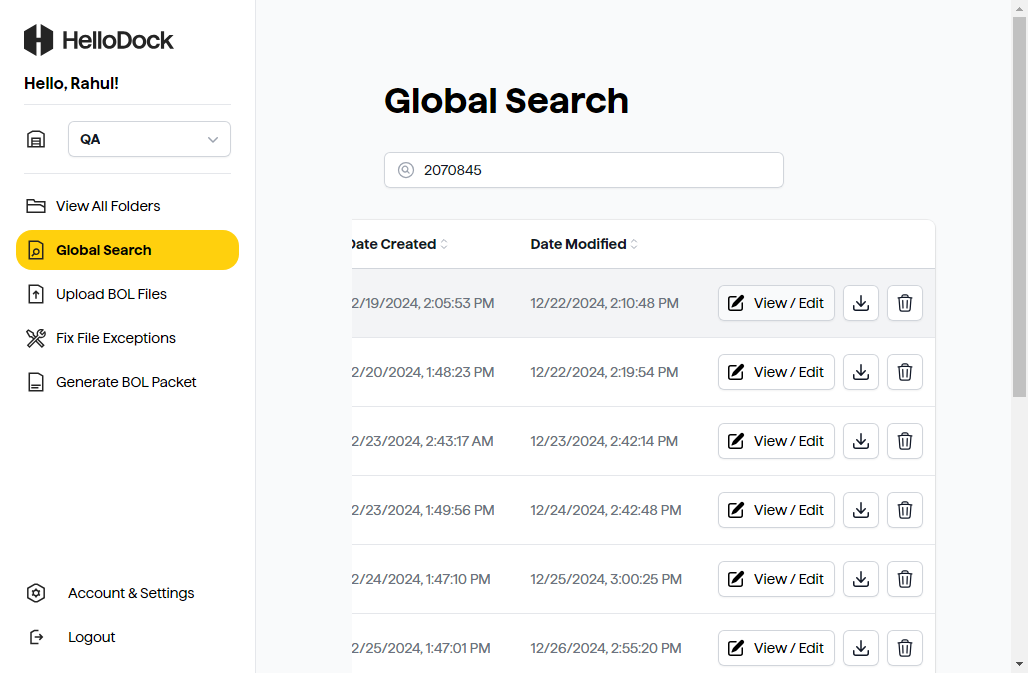 HelloDock
Hello, Rahul!
QA
View All Folders
Global Search
Upload BOL Files
Fix File Exceptions
Generate BOL Packet
Account & Settings
Logout
Global Search
2070845
Date Created Date Modified
2/19/2024, 2:05:53 PM 12/22/2024, 2:10:48 PM View / Edit
2/20/2024, 1:48:23 PM 12/22/2024, 2:19:54 PM View / Edit
2/23/2024, 2:43:17 AM 12/23/2024, 2:42:14 PM View / Edit
2/23/2024, 1:49:56 PM 12/24/2024, 2:42:48 PM View / Edit
2/24/2024, 1:47:10 PM 12/25/2024, 3:00:25 PM View / Edit
2/25/2024, 1:47:01 PM 12/26/2024, 2:55:20 PM View / Edit